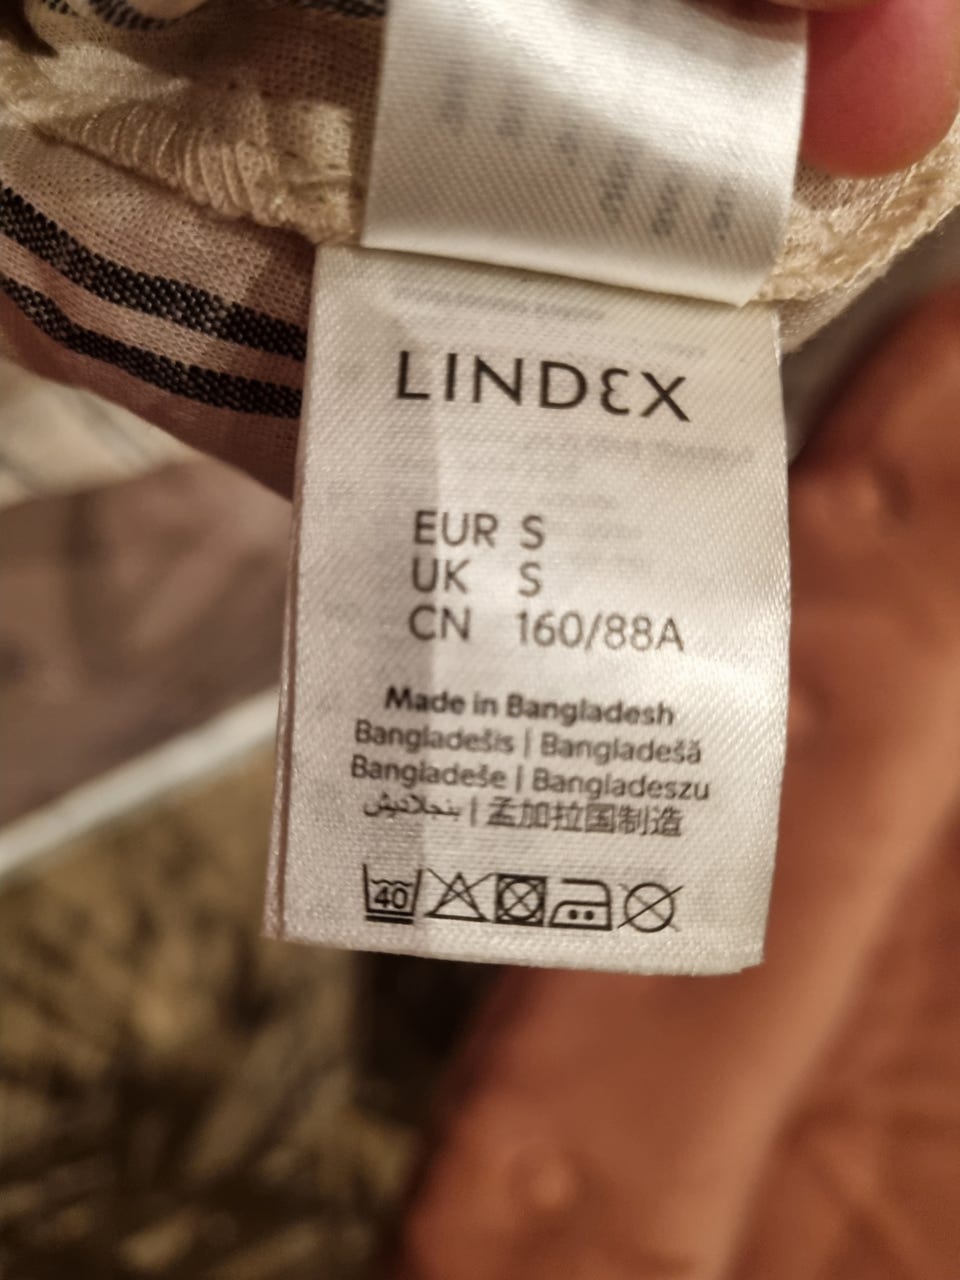 LINDEX
EUR S
UK S
CN 160/88A
Made in Bangladesh
Bangladešis | Bangladešā
Bangladeše | Bangladeszu
بنجلاديش | 孟加拉国制造
40